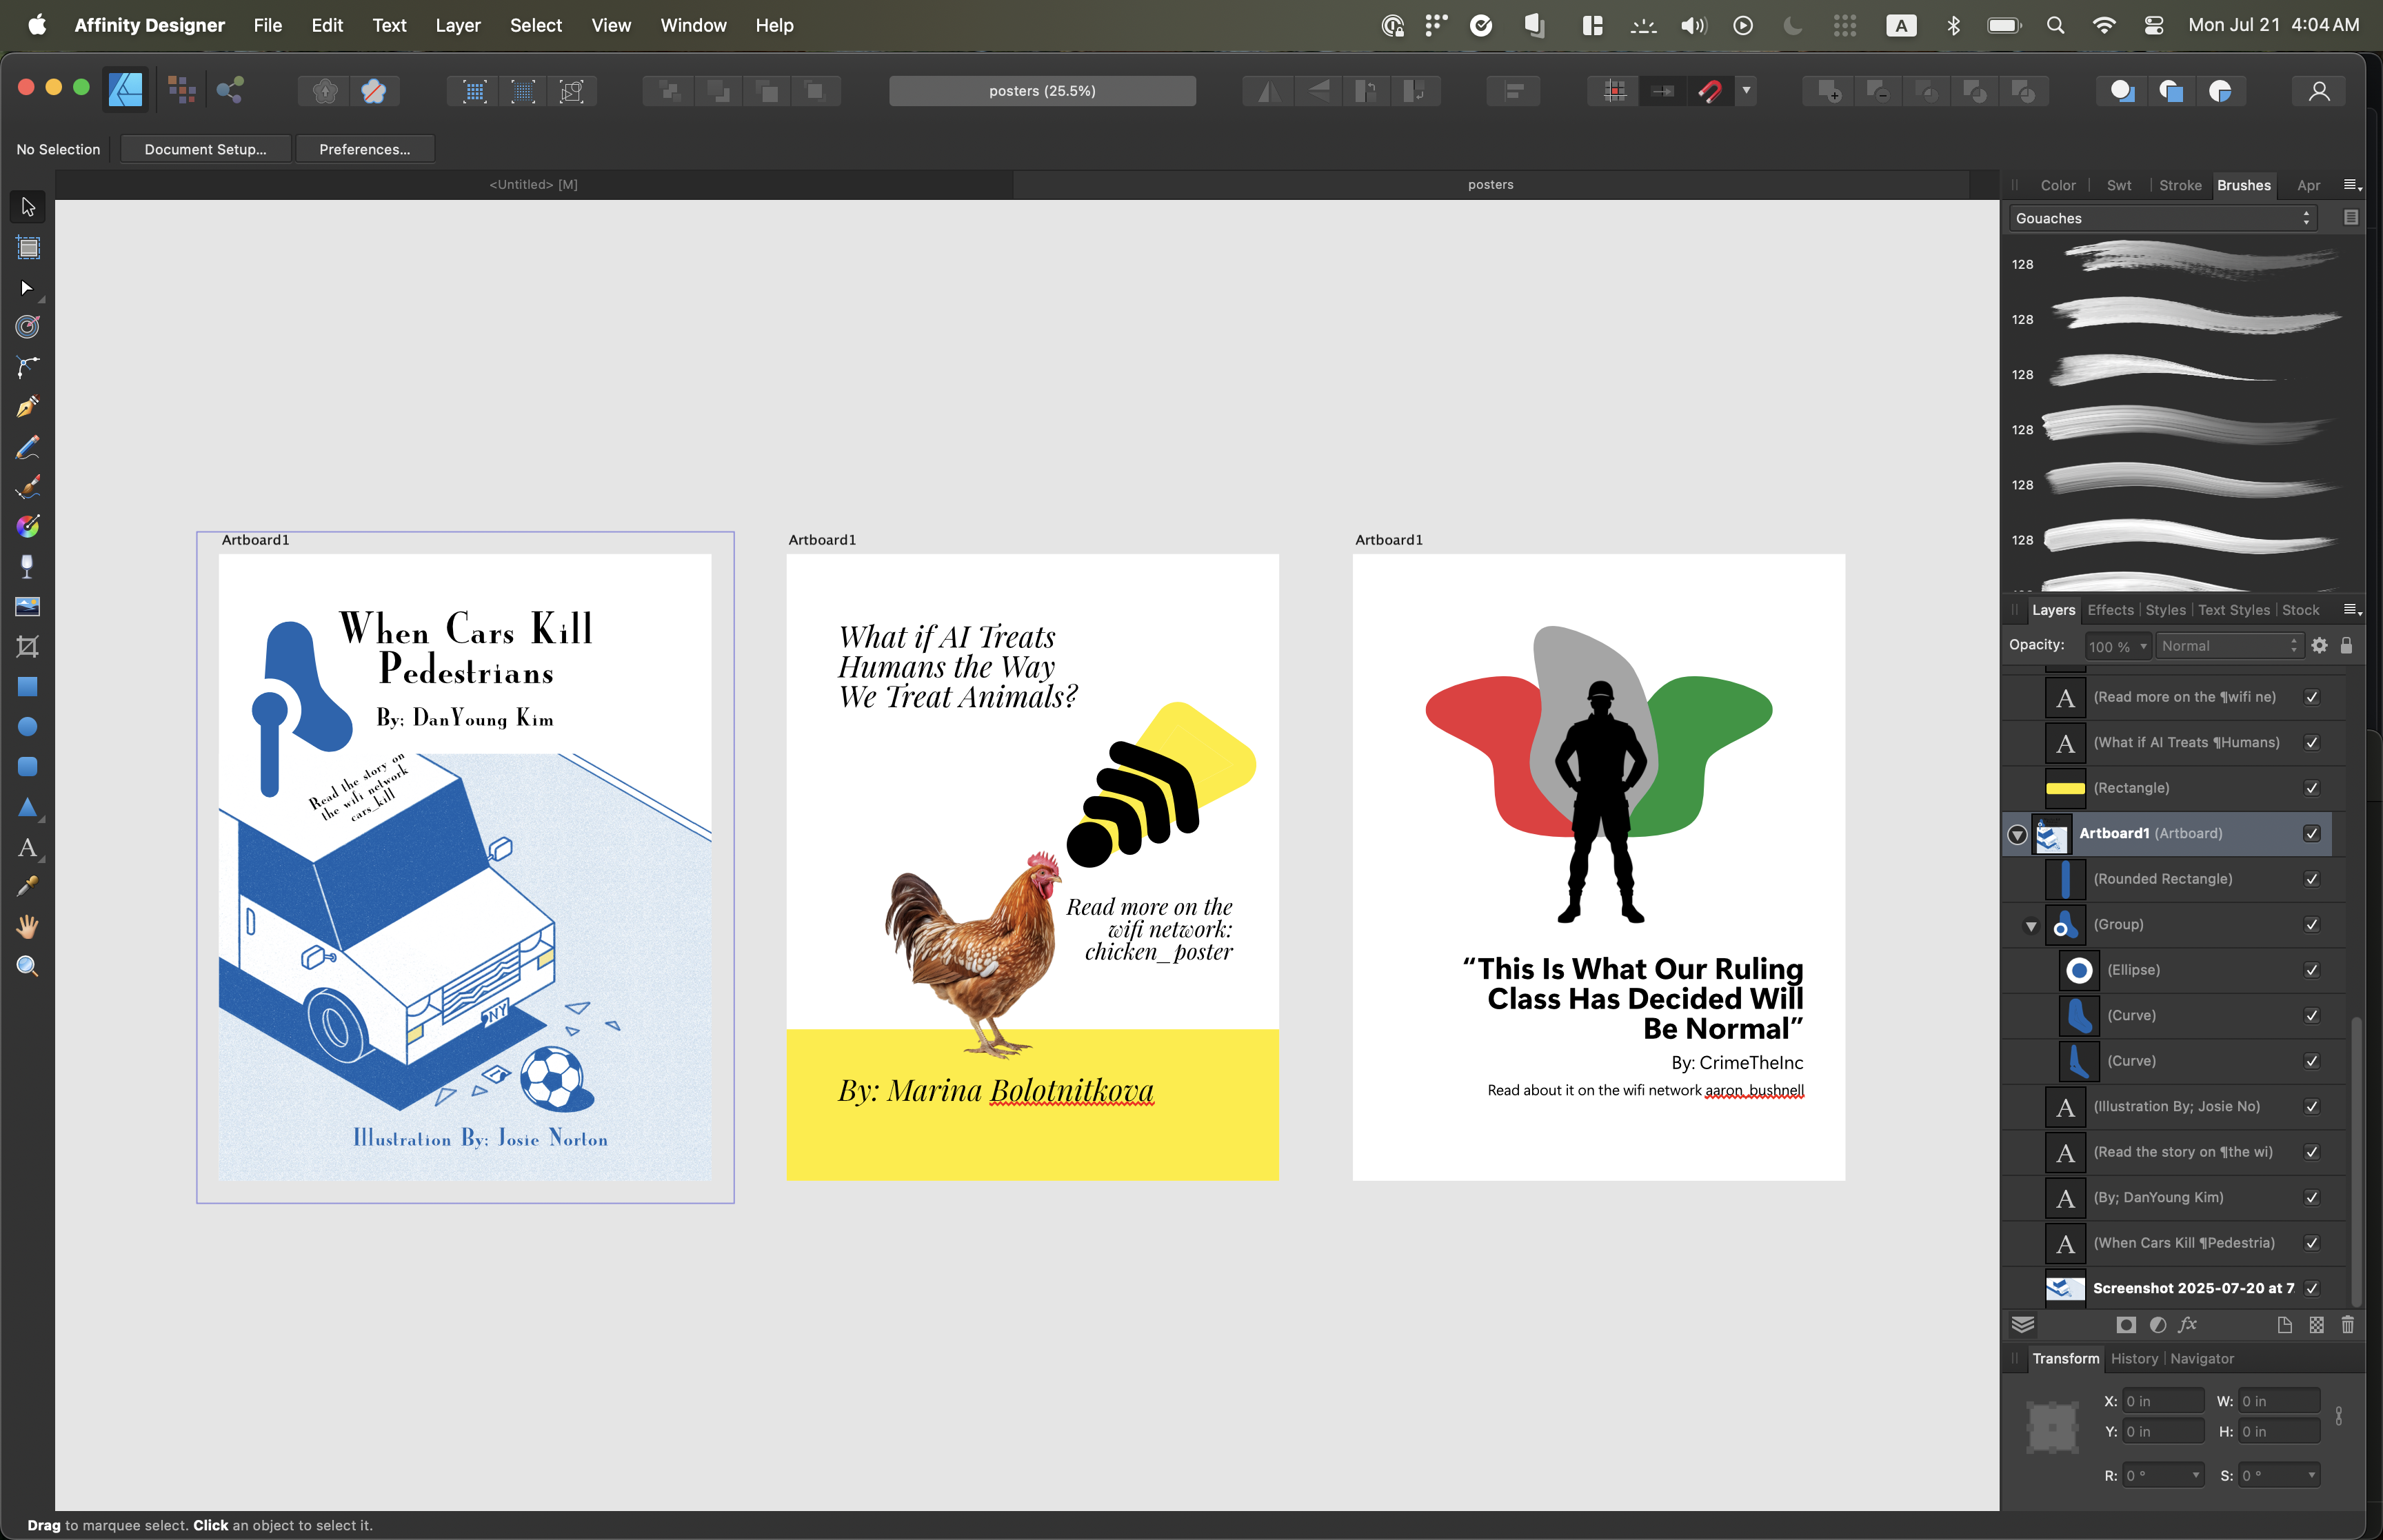 Affinity Designer File Edit Text Layer Select View Window Help
A Mon Jul 21 4:04 AM
posters (25.5%)
No Selection Document Setup... Preferences...
<Untitled> [M]
posters
Artboard1
When Cars Kill
Pedestrians
By; DanYoung Kim
Read the story on
the wifi network
cars_kill
NY
Illustration By; Josie Norton
Artboard1
What if AI Treats
Humans the Way
We Treat Animals?
Read more on the
wifi network:
chicken_poster
By: Marina Bolotnitkova
Artboard1
“This Is What Our Ruling
Class Has Decided Will
Be Normal”
By: CrimeTheInc
Read about it on the wifi network aaron_bushnell
Color Swt Stroke Brushes Apr
Gouaches
128
128
128
128
128
128
Layers Effects Styles Text Styles Stock
Opacity: 100 % Normal
A (Read more on the ¶wifi ne)
A (What if AI Treats ¶Humans)
(Rectangle)
Artboard1 (Artboard)
(Rounded Rectangle)
(Group)
(Ellipse)
(Curve)
(Curve)
A (Illustration By; Josie No)
A (Read the story on ¶the wi)
A (By; DanYoung Kim)
A (When Cars Kill ¶Pedestria)
Screenshot 2025-07-20 at 7
fx
Transform History Navigator
X: 0 in W: 0 in
Y: 0 in H: 0 in
R: 0 ° S: 0 °
Drag to marquee select. Click an object to select it.